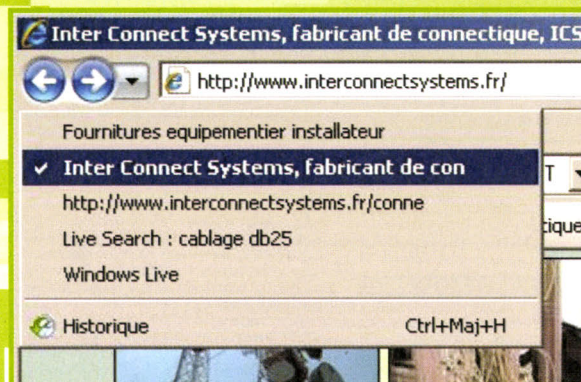 Inter Connect Systems, fabricant de connectique, ICS
http://www.interconnectsystems.fr/
Fournitures equipementier installateur
Inter Connect Systems, fabricant de con
T
http://www.interconnectsystems.fr/conne
tique
Live Search : cablage db25
Windows Live
Historique Ctrl+Maj+H